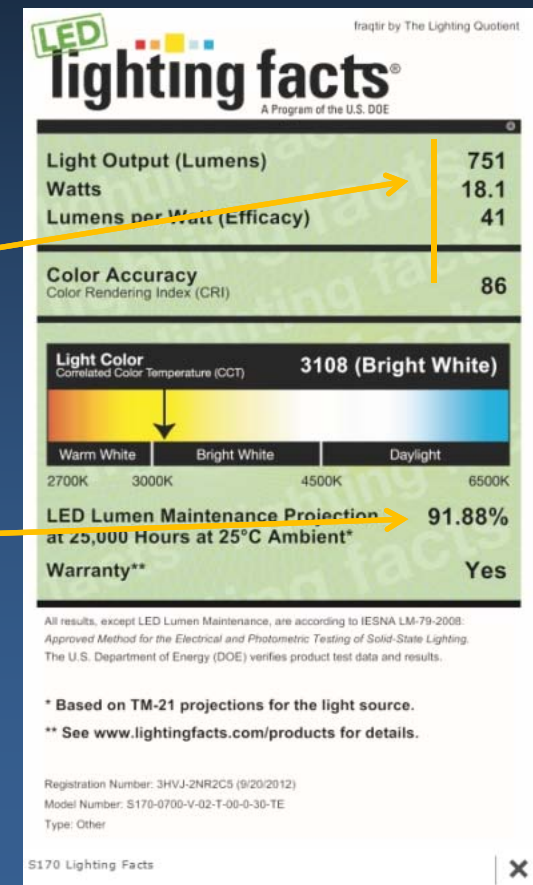 fraqtir by The Lighting Quotient
LED
lighting facts®
A Program of the U.S. DOE
Light Output (Lumens) 751
Watts 18.1
Lumens per Watt (Efficacy) 41
Color Accuracy
Color Rendering Index (CRI) 86
Light Color
Correlated Color Temperature (CCT) 3108 (Bright White)
Warm White Bright White Daylight
2700K 3000K 4500K 6500K
LED Lumen Maintenance Projection 91.88%
at 25,000 Hours at 25°C Ambient*
Warranty** Yes
All results, except LED Lumen Maintenance, are according to IESNA LM-79-2008:
Approved Method for the Electrical and Photometric Testing of Solid-State Lighting.
The U.S. Department of Energy (DOE) verifies product test data and results.
* Based on TM-21 projections for the light source.
** See www.lightingfacts.com/products for details.
Registration Number: 3HVJ-2NR2C5 (9/20/2012)
Model Number: S170-0700-V-02-T-00-0-30-TE
Type: Other
S170 Lighting Facts